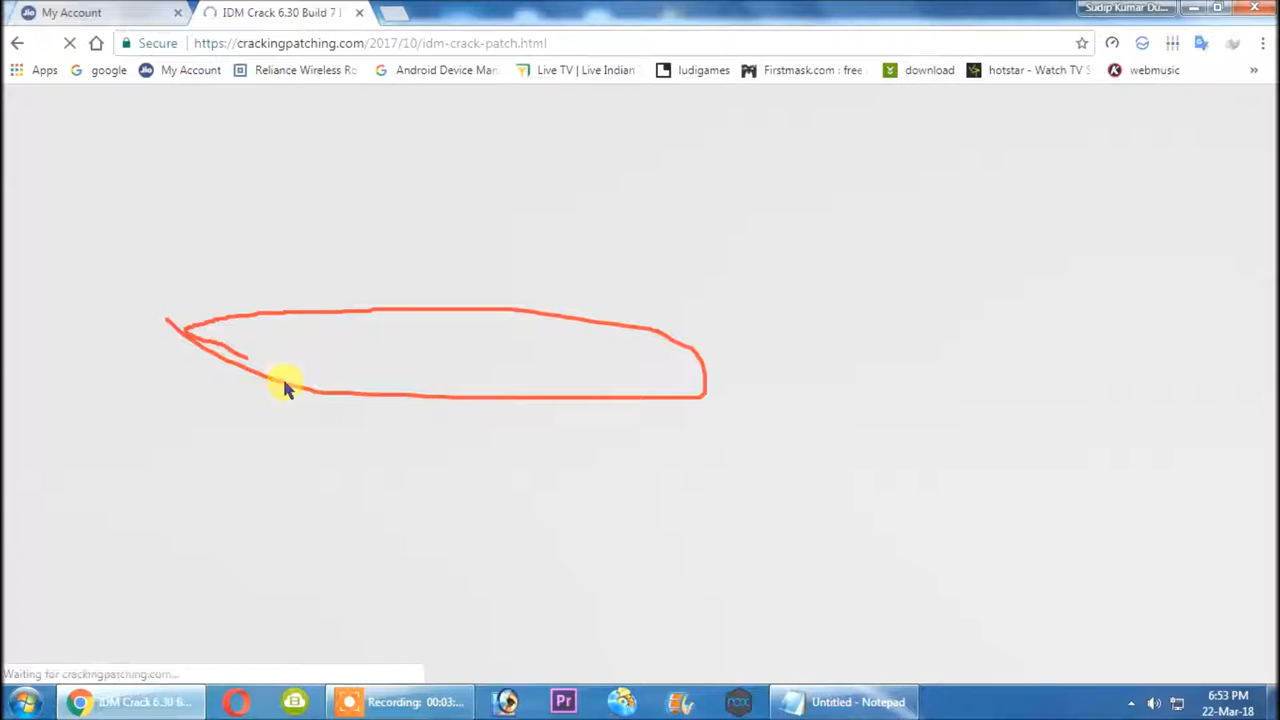 My Account
IDM Crack 6.30 Build 7 |
Sudip Kumar Du...
Secure
https://crackingpatching.com/2017/10/idm-crack-patch.html
Apps
google
My Account
Reliance Wireless Ro
Android Device Man
Live TV | Live Indian
ludigames
Firstmask.com : free
download
hotstar - Watch TV S
webmusic
»
Waiting for crackingpatching.com...
IDM Crack 6.30 B...
Recording: 00:03:...
Pr
nox
Untitled - Notepad
6:53 PM
22-Mar-18